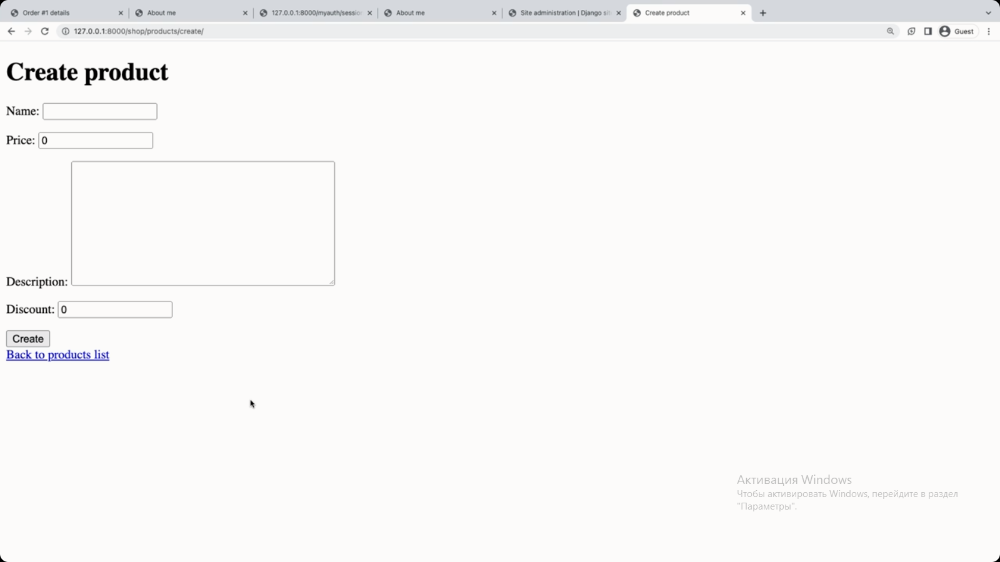 Order #1 details
About me
127.0.0.1:8000/myauth/sessio
About me
Site administration | Django sit
Create product
127.0.0.1:8000/shop/products/create/
Guest
Create product
Name:
Price: 0
Description:
Discount: 0
Create
Back to products list
Активация Windows
Чтобы активировать Windows, перейдите в раздел
"Параметры".